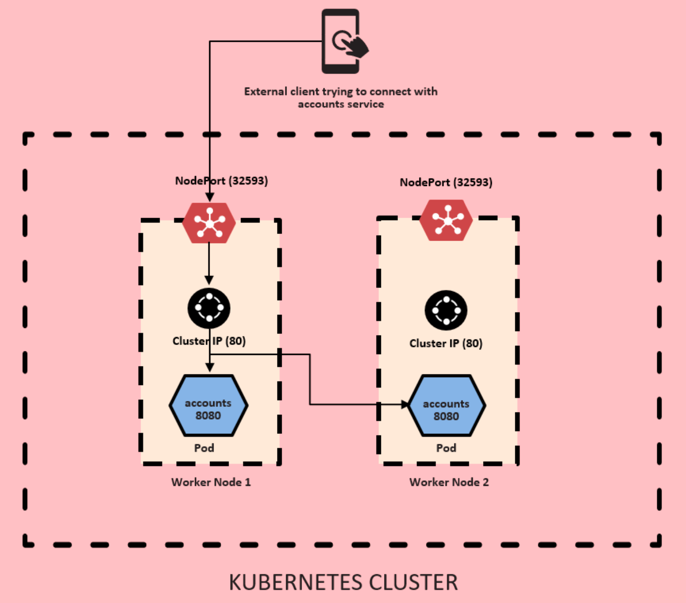 External client trying to connect with
accounts service
NodePort (32593)
NodePort (32593)
Cluster IP (80)
Cluster IP (80)
accounts
8080
accounts
8080
Pod
Pod
Worker Node 1
Worker Node 2
KUBERNETES CLUSTER